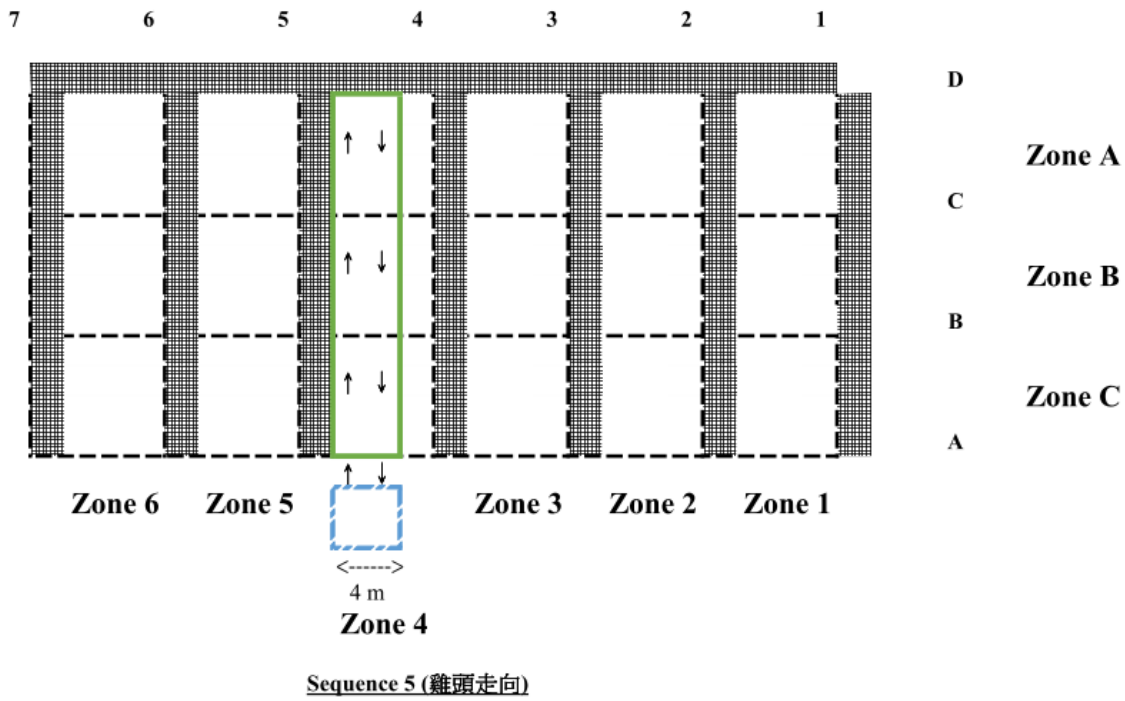 7 6 5 4 3 2 1
D
Zone A
C
Zone B
B
Zone C
A
Zone 6 Zone 5 Zone 3 Zone 2 Zone 1
<------>
4 m
Zone 4
Sequence 5 (雞頭走向)